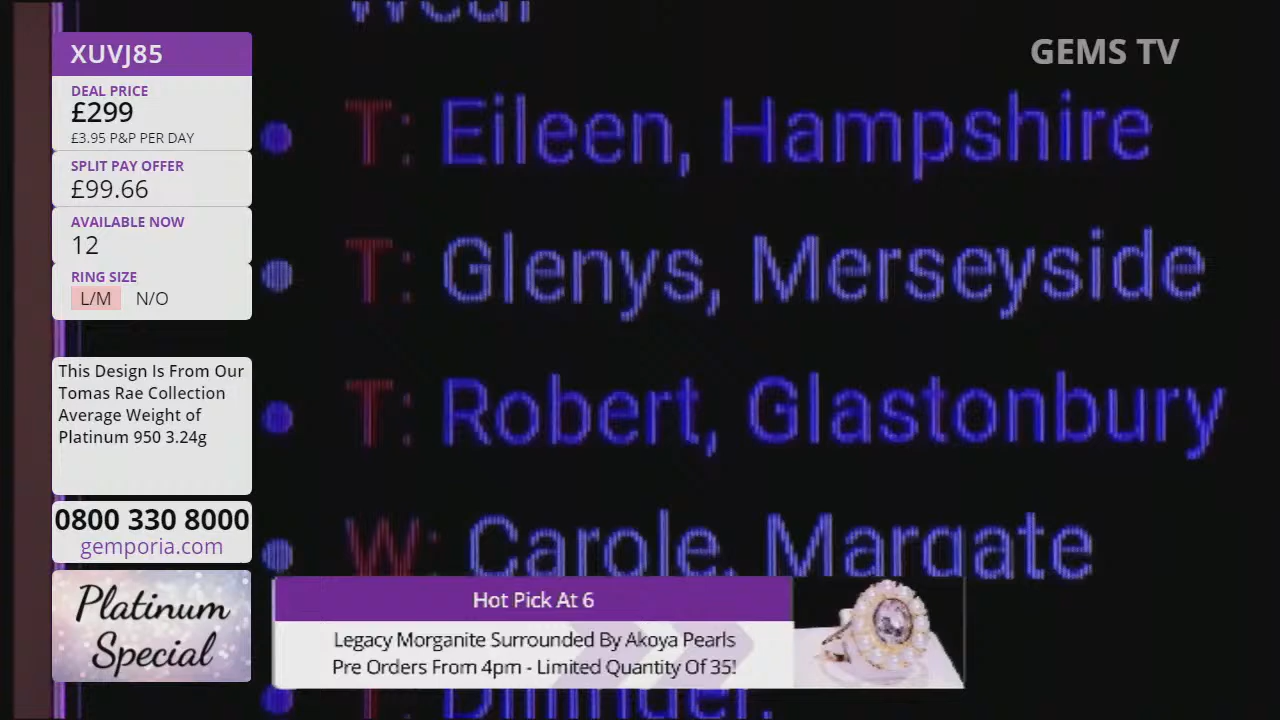 XUVJ85
DEAL PRICE
£299
£3.95 P&P PER DAY
SPLIT PAY OFFER
£99.66
AVAILABLE NOW
12
RING SIZE
L/M N/O
This Design Is From Our
Tomas Rae Collection
Average Weight of
Platinum 950 3.24g
0800 330 8000
gemporia.com
Platinum
Special
GEMS TV
• T: Eileen, Hampshire
• T: Glenys, Merseyside
• T: Robert, Glastonbury
• W: Carole, Margate
Hot Pick At 6
Legacy Morganite Surrounded By Akoya Pearls
Pre Orders From 4pm - Limited Quantity Of 35!